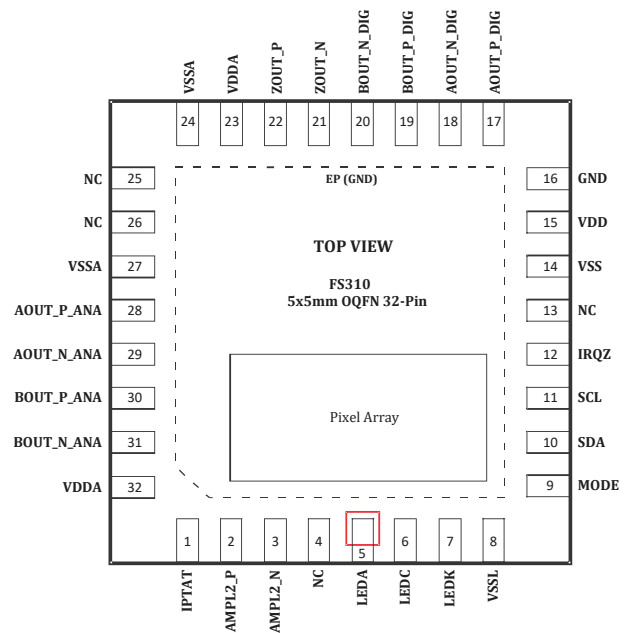 VSSA
VDDA
ZOUT_P
ZOUT_N
BOUT_N_DIG
BOUT_P_DIG
AOUT_N_DIG
AOUT_P_DIG
24
23
22
21
20
19
18
17
NC 25
EP (GND)
16 GND
NC 26
15 VDD
TOP VIEW
VSSA 27
14 VSS
FS310
5x5mm OQFN 32-Pin
AOUT_P_ANA 28
13 NC
AOUT_N_ANA 29
12 IRQZ
BOUT_P_ANA 30
11 SCL
Pixel Array
BOUT_N_ANA 31
10 SDA
VDDA 32
9 MODE
1
2
3
4
5
6
7
8
IPTAT
AMPL2_P
AMPL2_N
NC
LEDA
LEDC
LEDK
VSSL